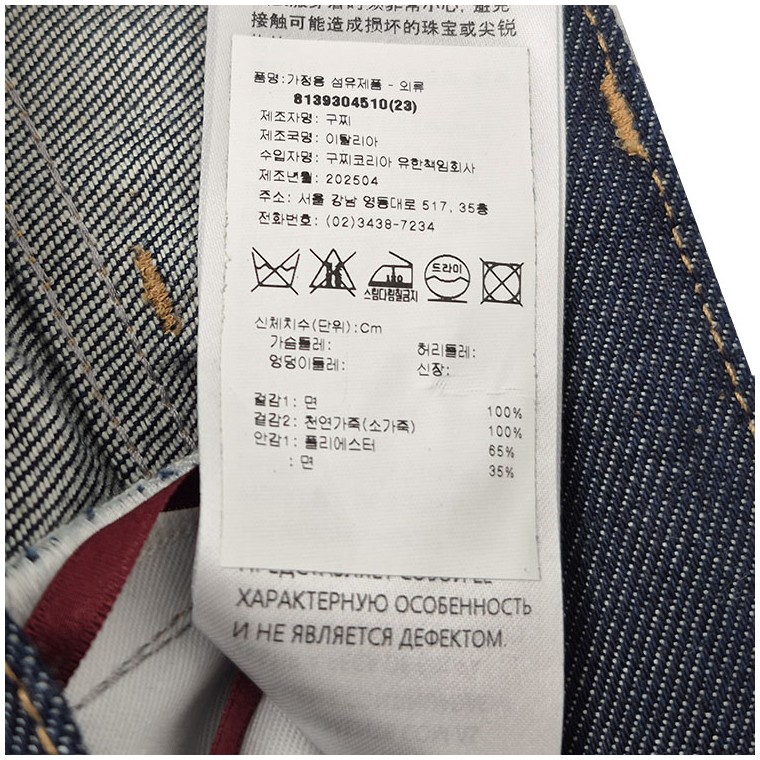 接触可能造成损坏的珠宝或尖锐
품명:가정용 섬유제품 - 의류
8139304510(23)
제조자명: 구찌
제조국명: 이탈리아
수입자명: 구찌코리아 유한책임회사
제조년월: 202504
주소: 서울 강남 영동대로 517, 35층
전화번호: (02)3438-7234
드라이
스팀다림질금지
신체치수(단위):Cm
가슴둘레: 허리둘레:
엉덩이둘레: 신장:
겉감1: 면 100%
겉감2: 천연가죽(소가죽) 100%
안감1: 폴리에스터 65%
: 면 35%
ПРЕДСТАВЛЯЕТ СОБОЙ ЕЕ
ХАРАКТЕРНУЮ ОСОБЕННОСТЬ
И НЕ ЯВЛЯЕТСЯ ДЕФЕКТОМ.